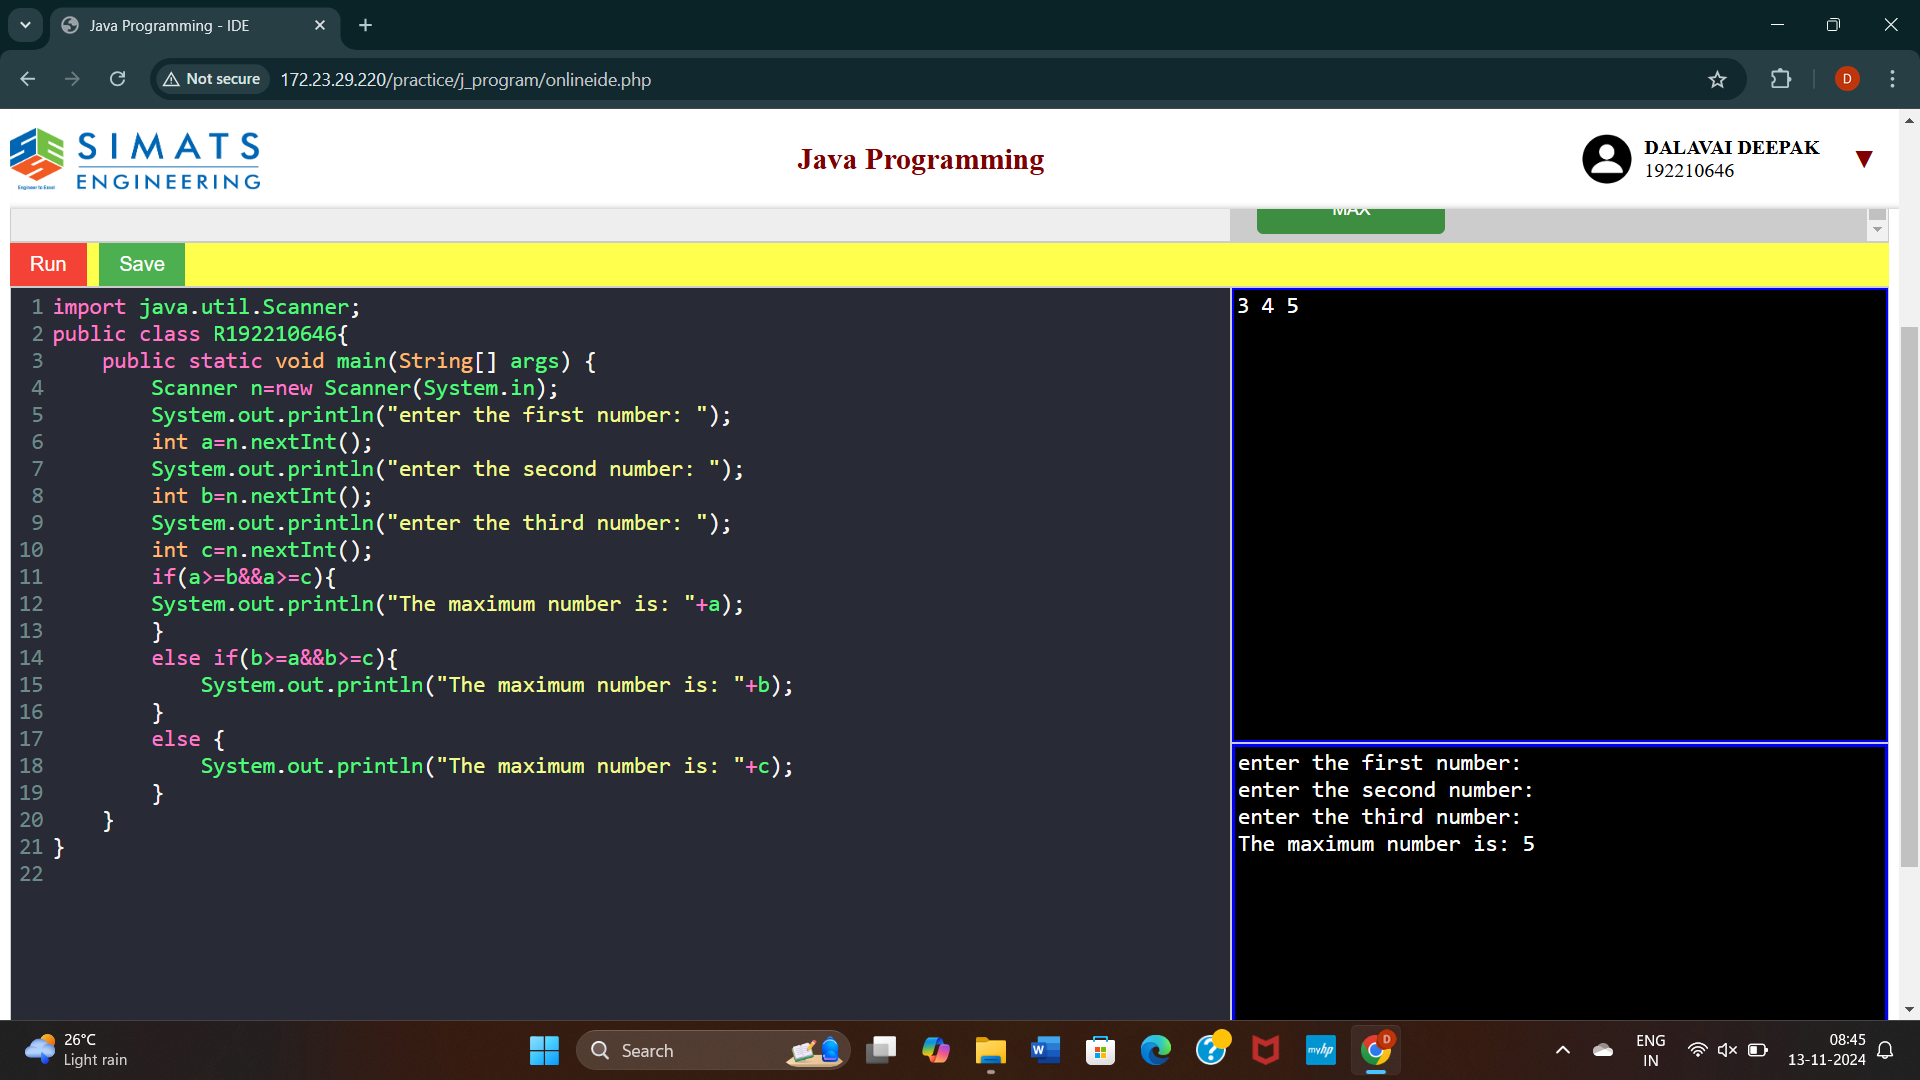 Java Programming - IDE
Not secure
172.23.29.220/practice/j_program/onlineide.php
D
SIMATS
ENGINEERING
Engineer to Excel
Java Programming
DALAVAI DEEPAK
192210646
MAX
Run
Save
1 import java.util.Scanner;
2 public class R192210646{
3     public static void main(String[] args) {
4         Scanner n=new Scanner(System.in);
5         System.out.println("enter the first number: ");
6         int a=n.nextInt();
7         System.out.println("enter the second number: ");
8         int b=n.nextInt();
9         System.out.println("enter the third number: ");
10         int c=n.nextInt();
11         if(a>=b&&a>=c){
12         System.out.println("The maximum number is: "+a);
13         }
14         else if(b>=a&&b>=c){
15             System.out.println("The maximum number is: "+b);
16         }
17         else {
18             System.out.println("The maximum number is: "+c);
19         }
20     }
21 }
22
3 4 5
enter the first number:
enter the second number:
enter the third number:
The maximum number is: 5
26°C
Light rain
Search
W
?
myhp
D
ENG
IN
08:45
13-11-2024